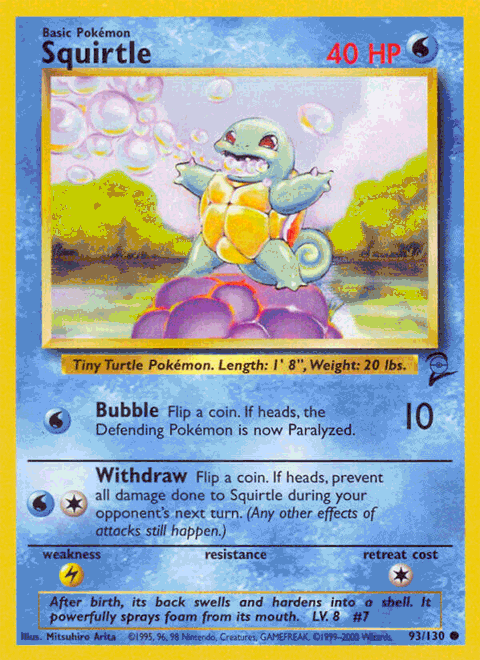 Basic Pokémon
Squirtle 40 HP
Tiny Turtle Pokémon. Length: 1' 8", Weight: 20 lbs.
Bubble Flip a coin. If heads, the
Defending Pokémon is now Paralyzed.
10
Withdraw Flip a coin. If heads, prevent
all damage done to Squirtle during your
opponent's next turn. (Any other effects of
attacks still happen.)
weakness resistance retreat cost
After birth, its back swells and hardens into a shell. It
powerfully sprays foam from its mouth. LV. 8 #7
Illus. Mitsuhiro Arita ©1995, 96, 98 Nintendo, Creatures, GAMEFREAK. ©1999-2000 Wizards. 93/130